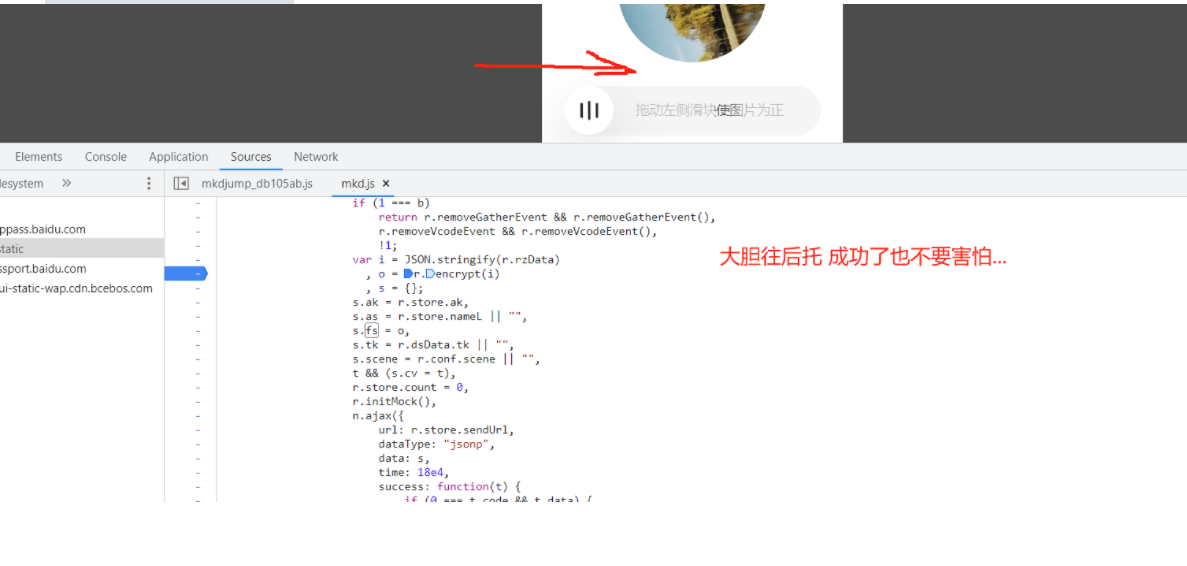 拖动左侧滑块使图片为正
Elements Console Application Sources Network
lesystem » mkdjump_db105ab.js mkd.js ×
if (1 === b)
ppass.baidu.com return r.removeGatherEvent && r.removeGatherEvent(),
r.removeVcodeEvent && r.removeVcodeEvent(),
static !1;
大胆往后托 成功了也不要害怕...
var i = JSON.stringify(r.rzData)
ssport.baidu.com , o = r.encrypt(i)
ui-static-wap.cdn.bcebos.com , s = {};
s.ak = r.store.ak,
s.as = r.store.nameL || "",
s.fs = o,
s.tk = r.dsData.tk || "",
s.scene = r.conf.scene || "",
t && (s.cv = t),
r.store.count = 0,
r.initMock(),
n.ajax({
url: r.store.sendUrl,
dataType: "jsonp",
data: s,
time: 18e4,
success: function(t) {
if (0 === t.code && t.data) {